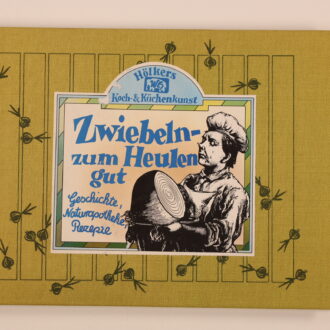 Hölkers
Koch- & Küchenkunst
Zwiebeln-
zum Heulen
gut
Geschichte,
Naturapotheke,
Rezepte